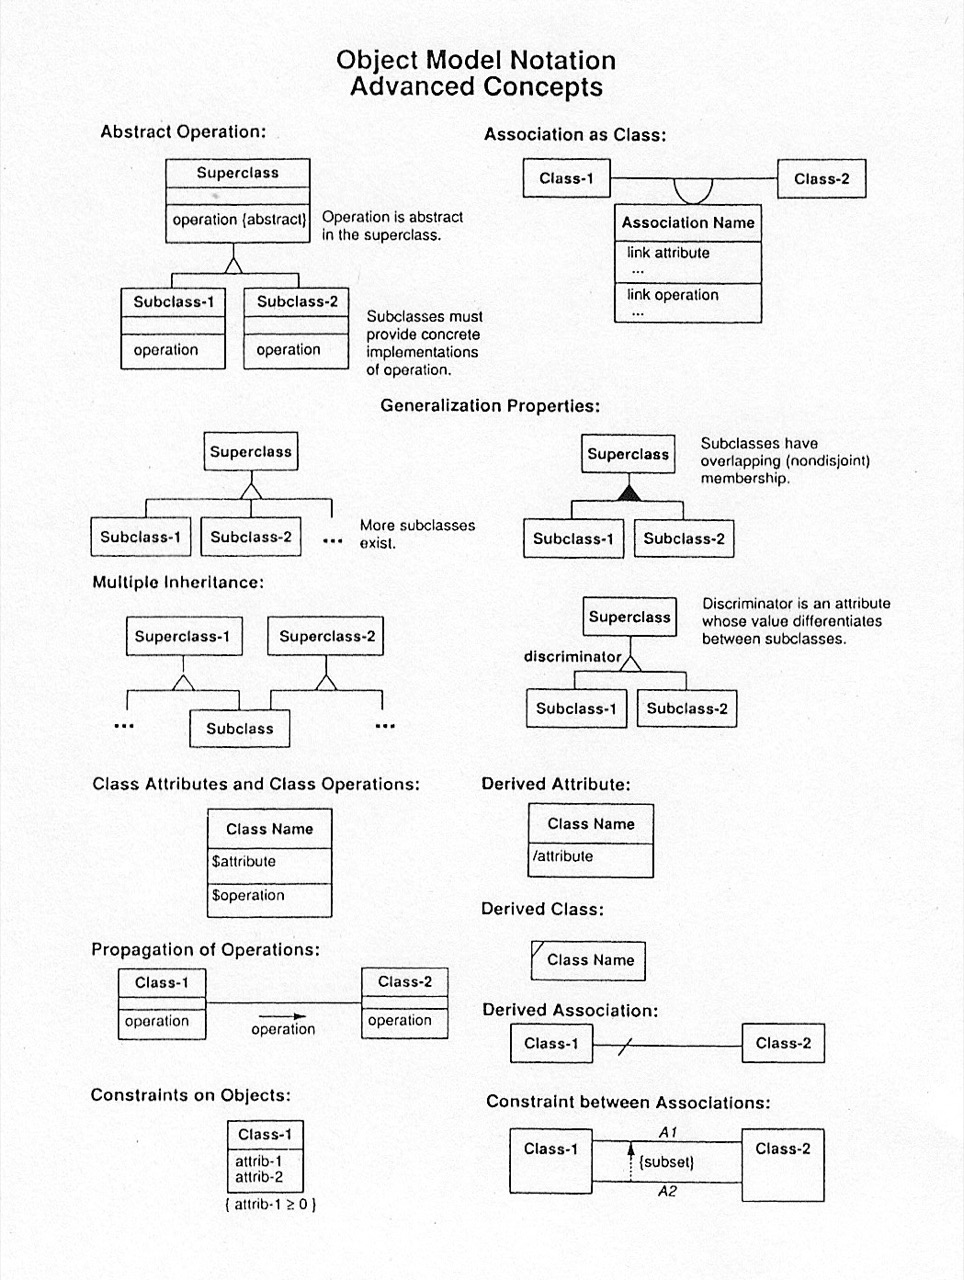 Object Model Notation
Advanced Concepts
Abstract Operation:
Superclass
operation {abstract}
Operation is abstract
in the superclass.
Subclass-1
operation
Subclass-2
operation
Subclasses must
provide concrete
implementations
of operation.
Association as Class:
Class-1
Class-2
Association Name
link attribute
...
link operation
...
Generalization Properties:
Superclass
Subclass-1
Subclass-2
...
More subclasses
exist.
Superclass
Subclasses have
overlapping (nondisjoint)
membership.
Subclass-1
Subclass-2
Multiple Inheritance:
Superclass-1
Superclass-2
...
Subclass
...
Superclass
Discriminator is an attribute
whose value differentiates
between subclasses.
discriminator
Subclass-1
Subclass-2
Class Attributes and Class Operations:
Class Name
$attribute
$operation
Derived Attribute:
Class Name
/attribute
Derived Class:
Class Name
Propagation of Operations:
Class-1
operation
operation
Class-2
operation
Derived Association:
Class-1
Class-2
Constraints on Objects:
Class-1
attrib-1
attrib-2
{ attrib-1 ≥ 0 }
Constraint between Associations:
Class-1
A1
{subset}
A2
Class-2